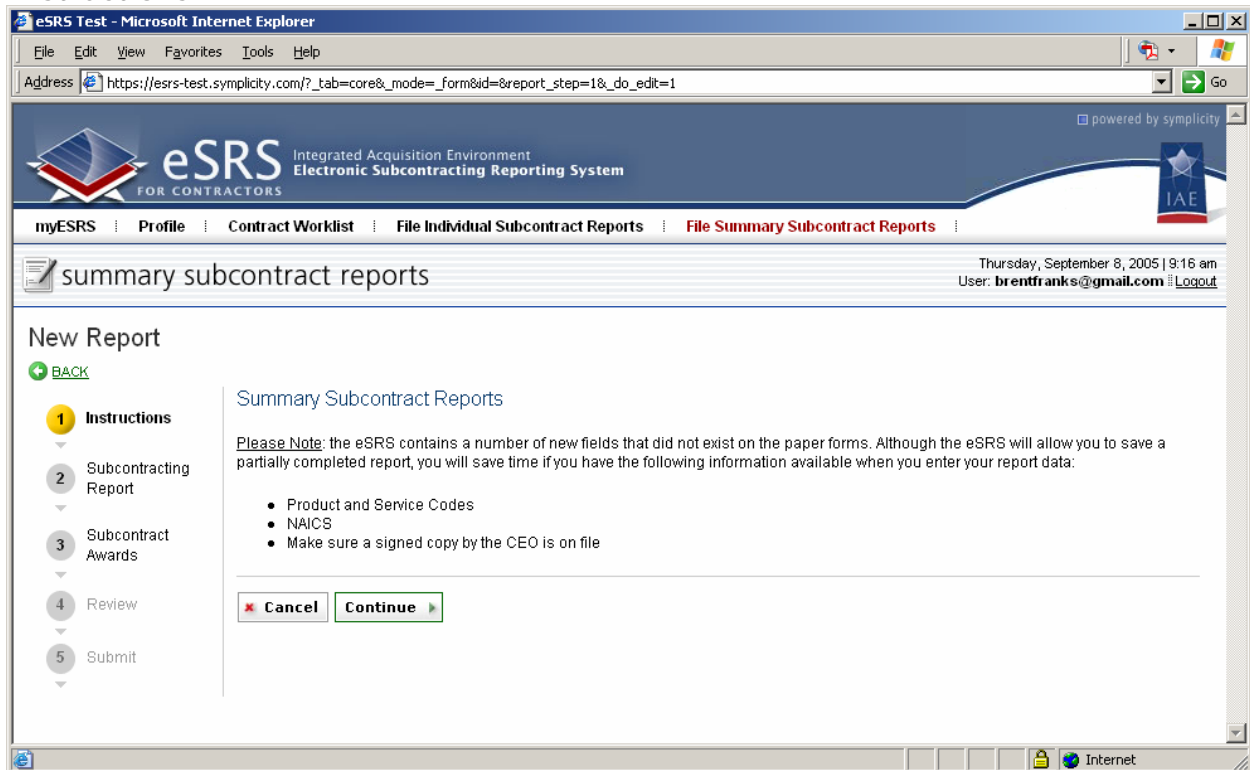 eSRS Test - Microsoft Internet Explorer
File Edit View Favorites Tools Help
Address https://esrs-test.symplicity.com/?_tab=core&_mode=_form&id=&report_step=1&_do_edit=1 Go
powered by symplicity
eSRS Integrated Acquisition Environment
Electronic Subcontracting Reporting System
FOR CONTRACTORS
IAE
myESRS Profile Contract Worklist File Individual Subcontract Reports File Summary Subcontract Reports
summary subcontract reports
Thursday, September 8, 2005 | 9:16 am
User: brentfranks@gmail.com Logout
New Report
BACK
1 Instructions
2 Subcontracting
Report
3 Subcontract
Awards
4 Review
5 Submit
Summary Subcontract Reports
Please Note: the eSRS contains a number of new fields that did not exist on the paper forms. Although the eSRS will allow you to save a
partially completed report, you will save time if you have the following information available when you enter your report data:
• Product and Service Codes
• NAICS
• Make sure a signed copy by the CEO is on file
Cancel Continue
Internet